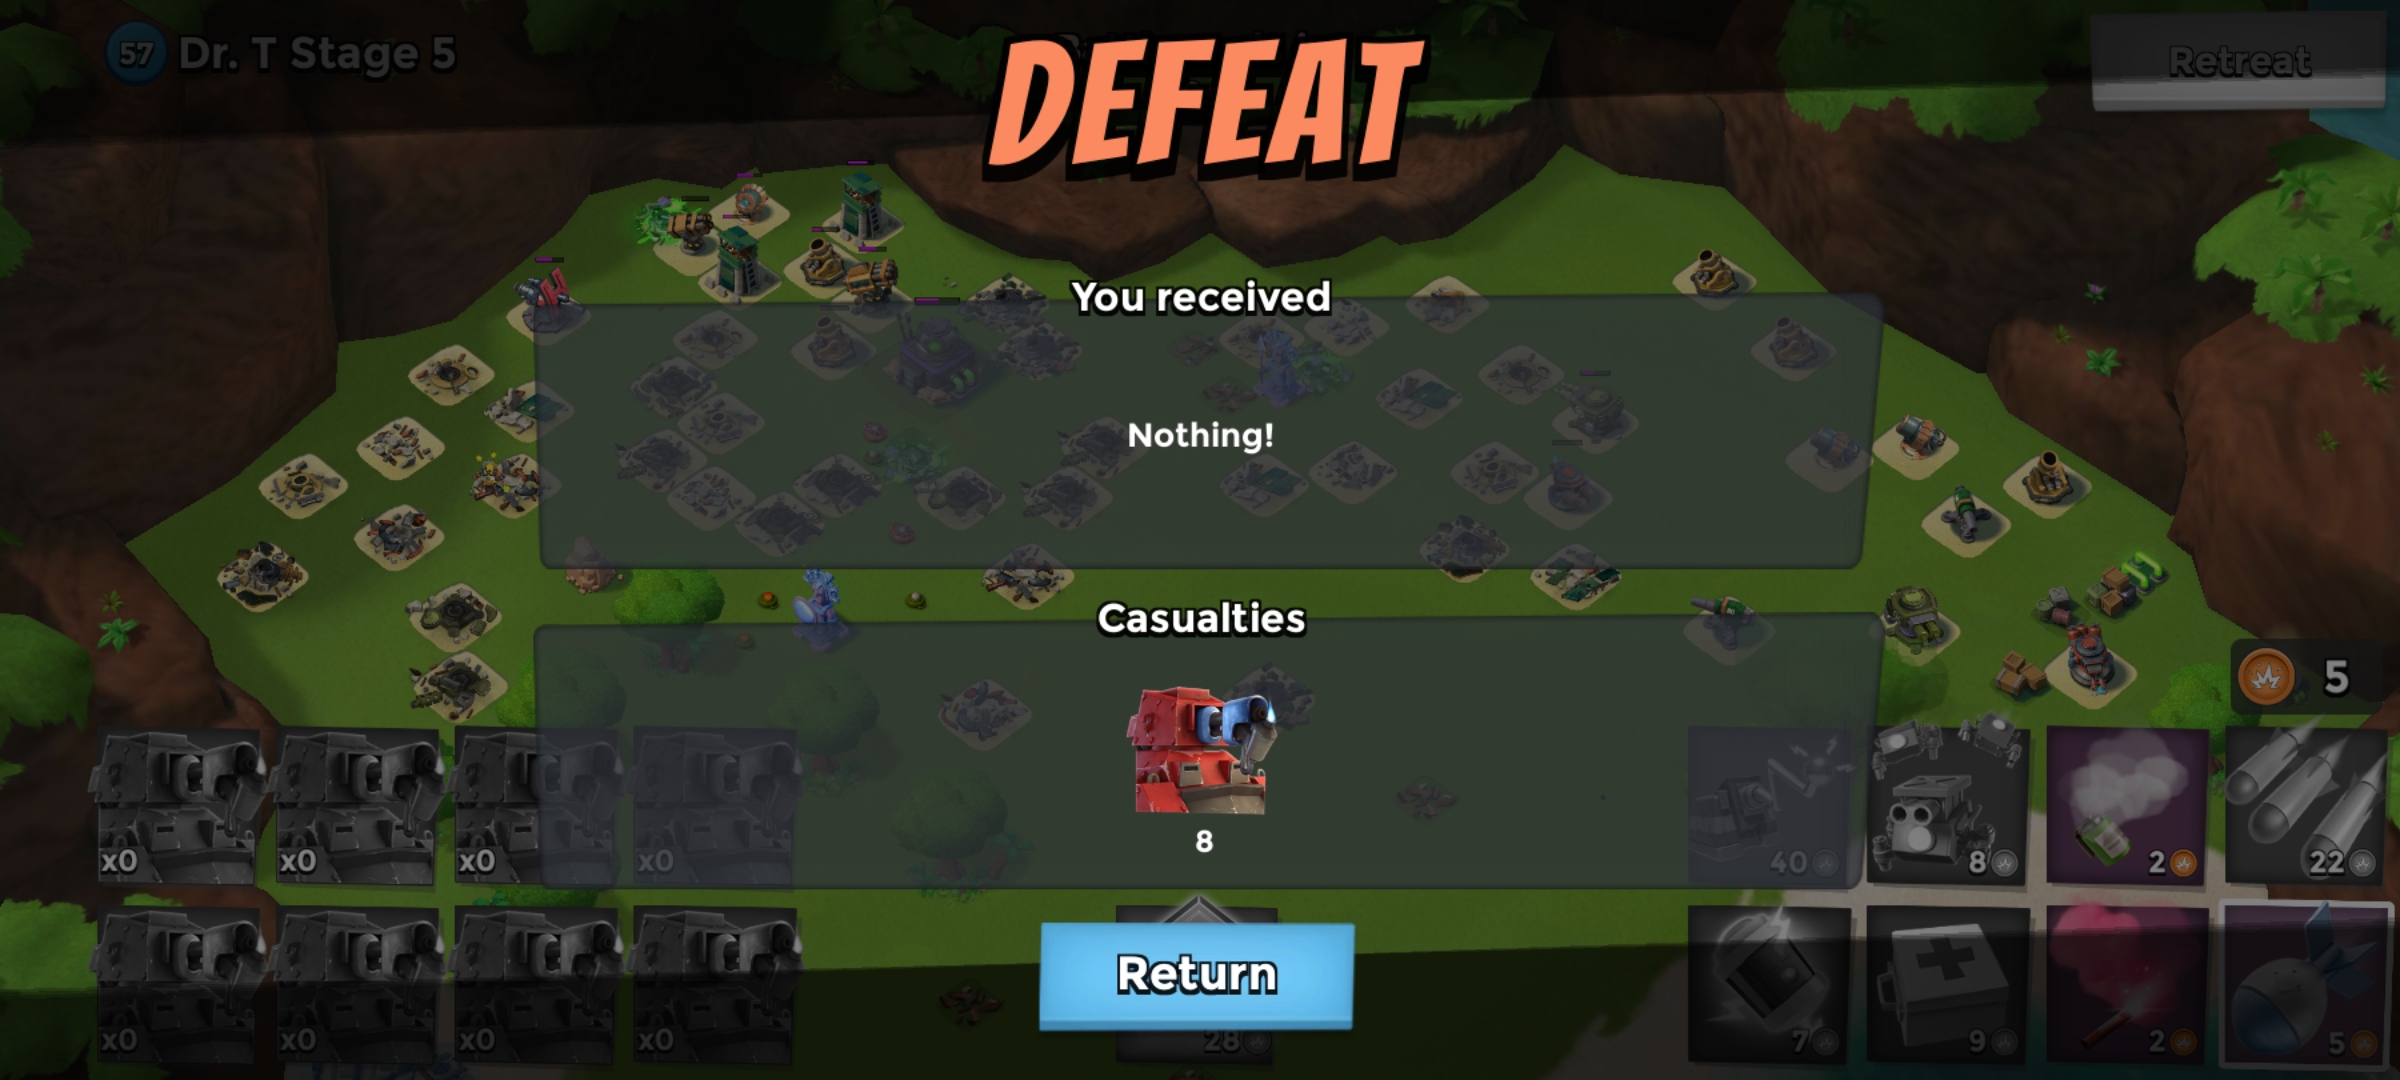 57 Dr. T Stage 5
DEFEAT
Retreat
You received
Nothing!
Casualties
8
5
x0 x0 x0 x0
40 8 2 22
x0 x0 x0 x0
Return
28
7 9 2 5